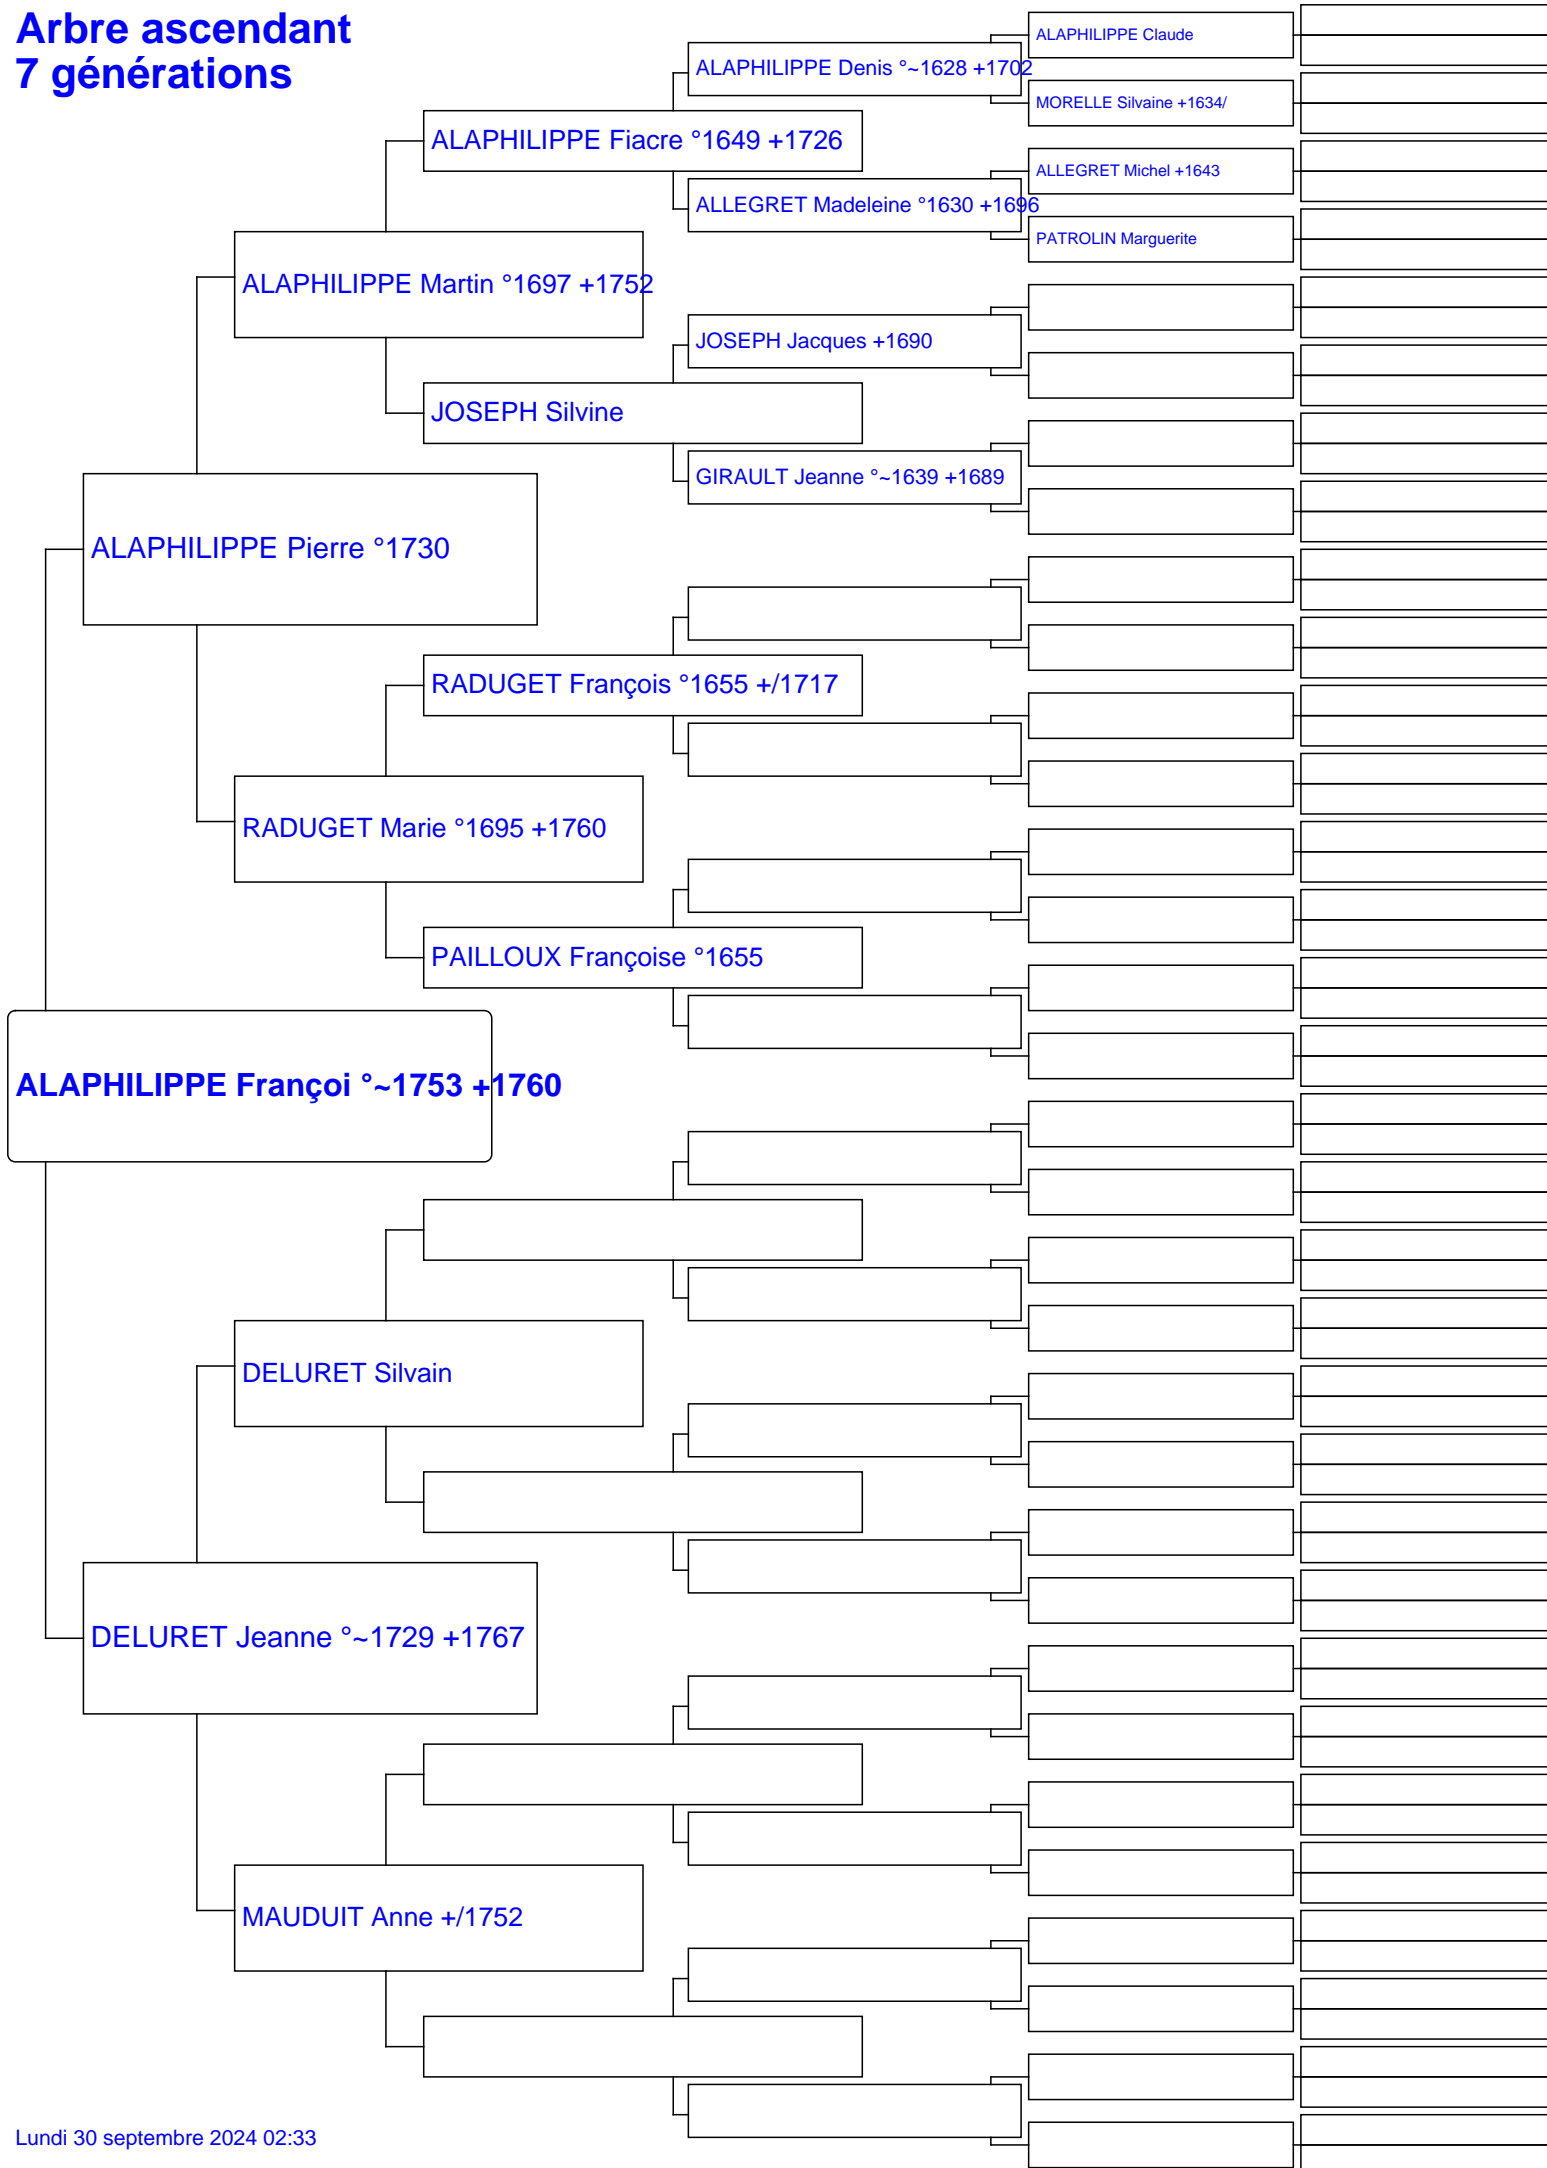 Arbre ascendant
7 générations
ALAPHILIPPE Claude
ALAPHILIPPE Denis °~1628 +1702
MORELLE Silvaine +1634/
ALAPHILIPPE Fiacre °1649 +1726
ALLEGRET Michel +1643
ALLEGRET Madeleine °1630 +1696
PATROLIN Marguerite
ALAPHILIPPE Martin °1697 +1752
JOSEPH Jacques +1690
JOSEPH Silvine
GIRAULT Jeanne °~1639 +1689
ALAPHILIPPE Pierre °1730
RADUGET François °1655 +/1717
RADUGET Marie °1695 +1760
PAILLOUX Françoise °1655
ALAPHILIPPE Françoi °~1753 +1760
DELURET Silvain
DELURET Jeanne °~1729 +1767
MAUDUIT Anne +/1752
Lundi 30 septembre 2024 02:33